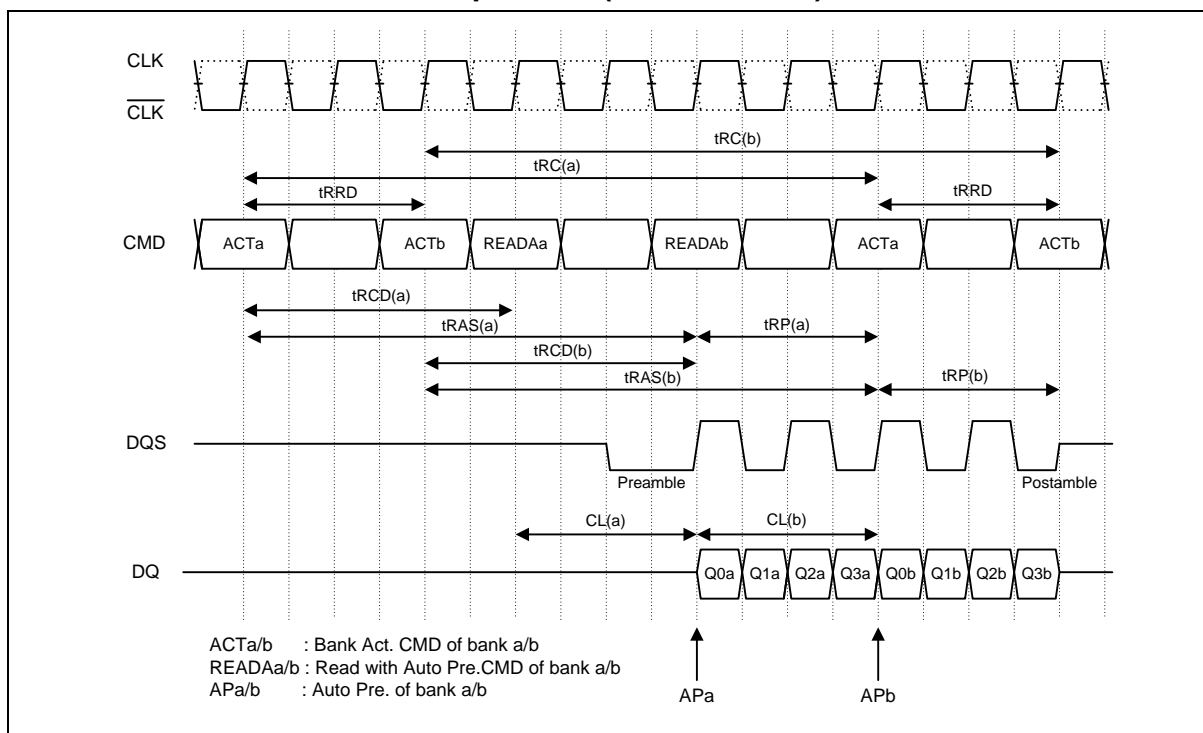 CLK
CLK
tRC(b)
tRC(a)
tRRD
tRRD
CMD
ACTa
ACTb
READAa
READAb
ACTa
ACTb
tRCD(a)
tRAS(a)
tRP(a)
tRCD(b)
tRAS(b)
tRP(b)
DQS
Preamble
Postamble
CL(a)
CL(b)
DQ
Q0a
Q1a
Q2a
Q3a
Q0b
Q1b
Q2b
Q3b
ACTa/b : Bank Act. CMD of bank a/b
READAa/b : Read with Auto Pre.CMD of bank a/b
APa/b : Auto Pre. of bank a/b
APa
APb